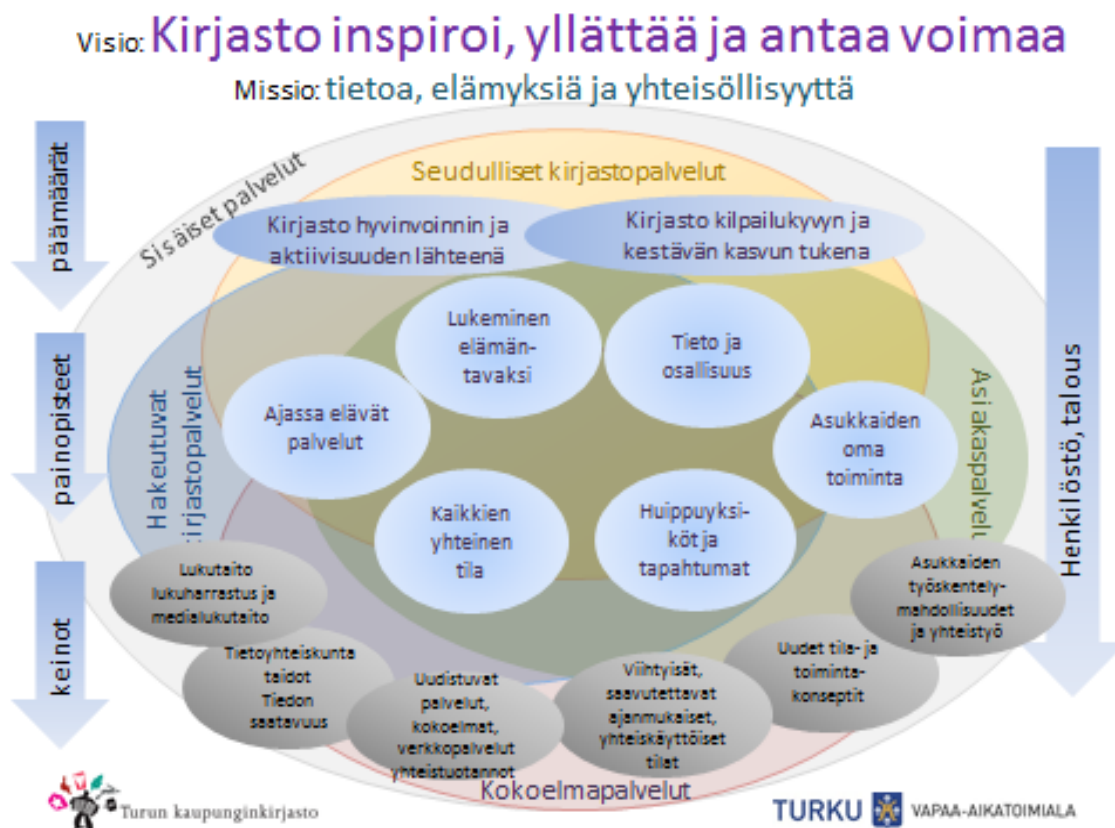 Visio: Kirjasto inspiroi, yllättää ja antaa voimaa
Missio: tietoa, elämyksiä ja yhteisöllisyyttä
päämäärät
painopisteet
keinot
Sisäiset palvelut
Seudulliset kirjastopalvelut
Kirjasto hyvinvoinnin ja
aktiivisuuden lähteenä
Kirjasto kilpailukyvyn ja
kestävän kasvun tukena
Lukeminen
elämän-
tavaksi
Tieto ja
osallisuus
Ajassa elävät
palvelut
Asukkaiden
oma
toiminta
Kaikkien
yhteinen
tila
Huippuyksi-
köt ja
tapahtumat
Hakeutuvat
kirjastopalvelut
Asiakaspalvelu
Henkilöstö, talous
Lukutaito
lukuharrastus ja
medialukutaito
Tietoyhteiskunta
taidot
Tiedon
saatavuus
Uudistuvat
palvelut,
kokoelmat,
verkkopalvelut
yhteistuotannot
Viihtyisät,
saavutettavat
ajanmukaiset,
yhteiskäyttöiset
tilat
Uudet tila- ja
toiminta-
konseptit
Asukkaiden
työskentely-
mahdollisuudet
ja yhteistyö
Kokoelmapalvelut
Turun kaupunginkirjasto
TURKU VAPAA-AIKATOIMIALA